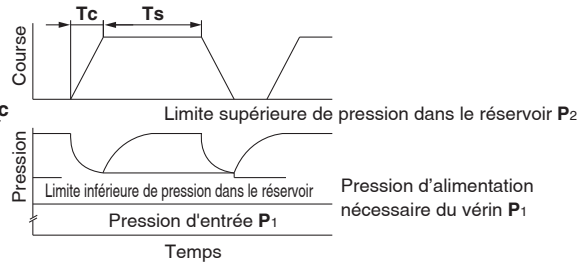 Tc Ts
Course
c
Limite supérieure de pression dans le réservoir P2
Pression
Limite inférieure de pression dans le réservoir
Pression d'alimentation
nécessaire du vérin P1
Pression d'entrée P1
Temps